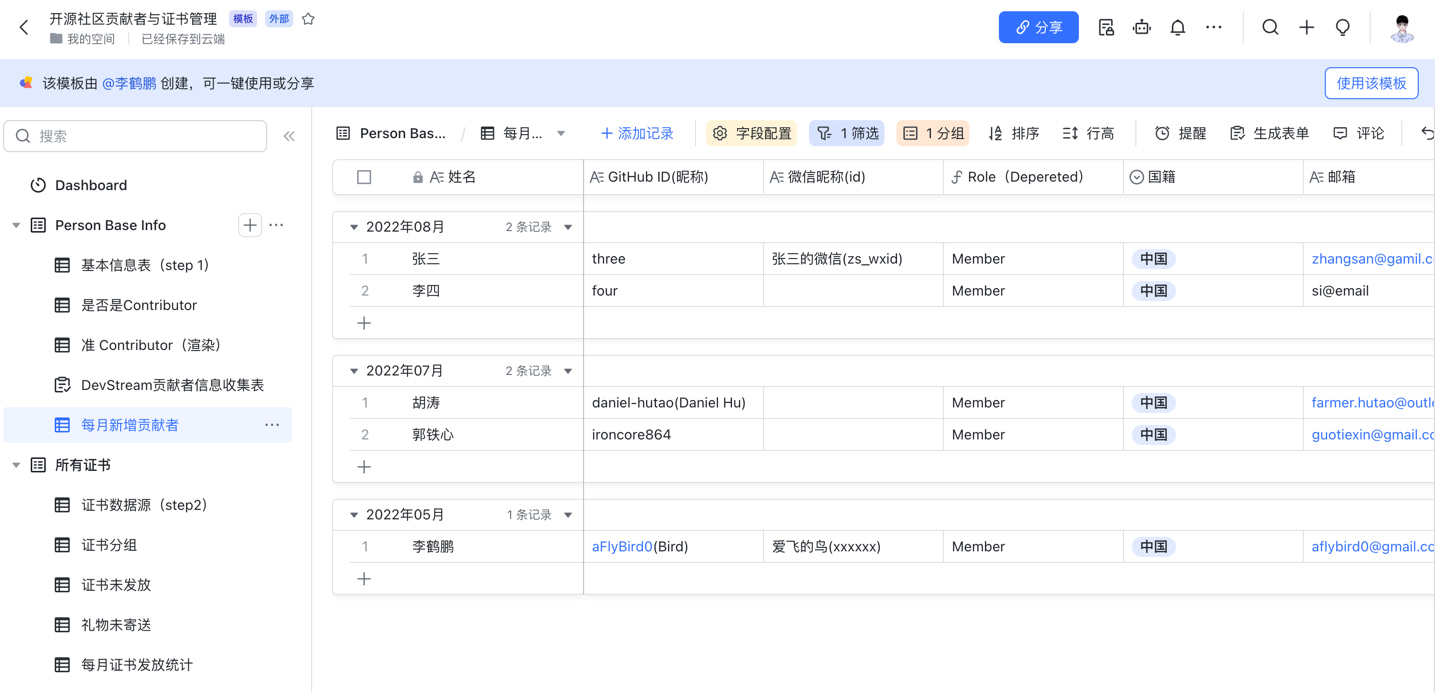 开源社区贡献者与证书管理 模板 外部
我的空间 已经保存到云端
分享
该模板由 @李鹤鹏 创建，可一键使用或分享
使用该模板
搜索
Dashboard
Person Base Info
基本信息表（step 1）
是否是Contributor
准 Contributor（渲染）
DevStream贡献者信息收集表
每月新增贡献者
所有证书
证书数据源（step2）
证书分组
证书未发放
礼物未寄送
每月证书发放统计
Person Bas... / 每月... 添加记录 字段配置 1 筛选 1 分组 排序 行高 提醒 生成表单 评论
姓名 GitHub ID(昵称) 微信昵称(id) Role（Depereted） 国籍 邮箱
2022年08月 2 条记录
1 张三 three 张三的微信(zs_wxid) Member 中国 zhangsan@gamil.c
2 李四 four Member 中国 si@email
2022年07月 2 条记录
1 胡涛 daniel-hutao(Daniel Hu) Member 中国 farmer.hutao@outlo
2 郭铁心 ironcore864 Member 中国 guotiexin@gmail.co
2022年05月 1 条记录
1 李鹤鹏 aFlyBird0(Bird) 爱飞的鸟(xxxxxx) Member 中国 aflybird0@gmail.co